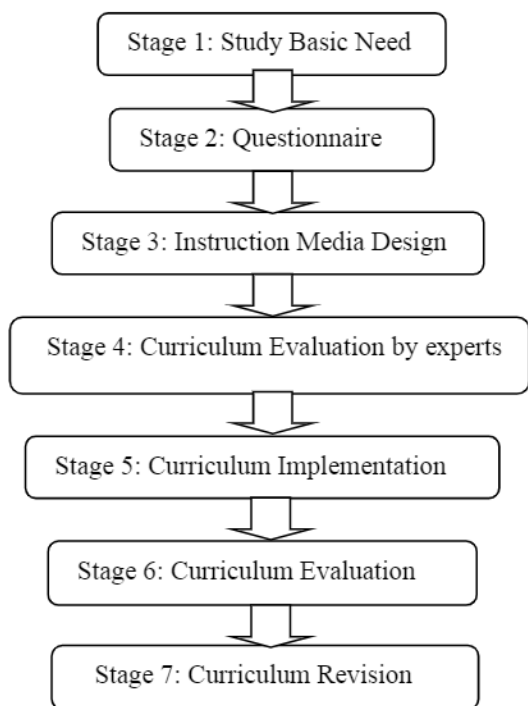 Stage 1: Study Basic Need
Stage 2: Questionnaire
Stage 3: Instruction Media Design
Stage 4: Curriculum Evaluation by experts
Stage 5: Curriculum Implementation
Stage 6: Curriculum Evaluation
Stage 7: Curriculum Revision